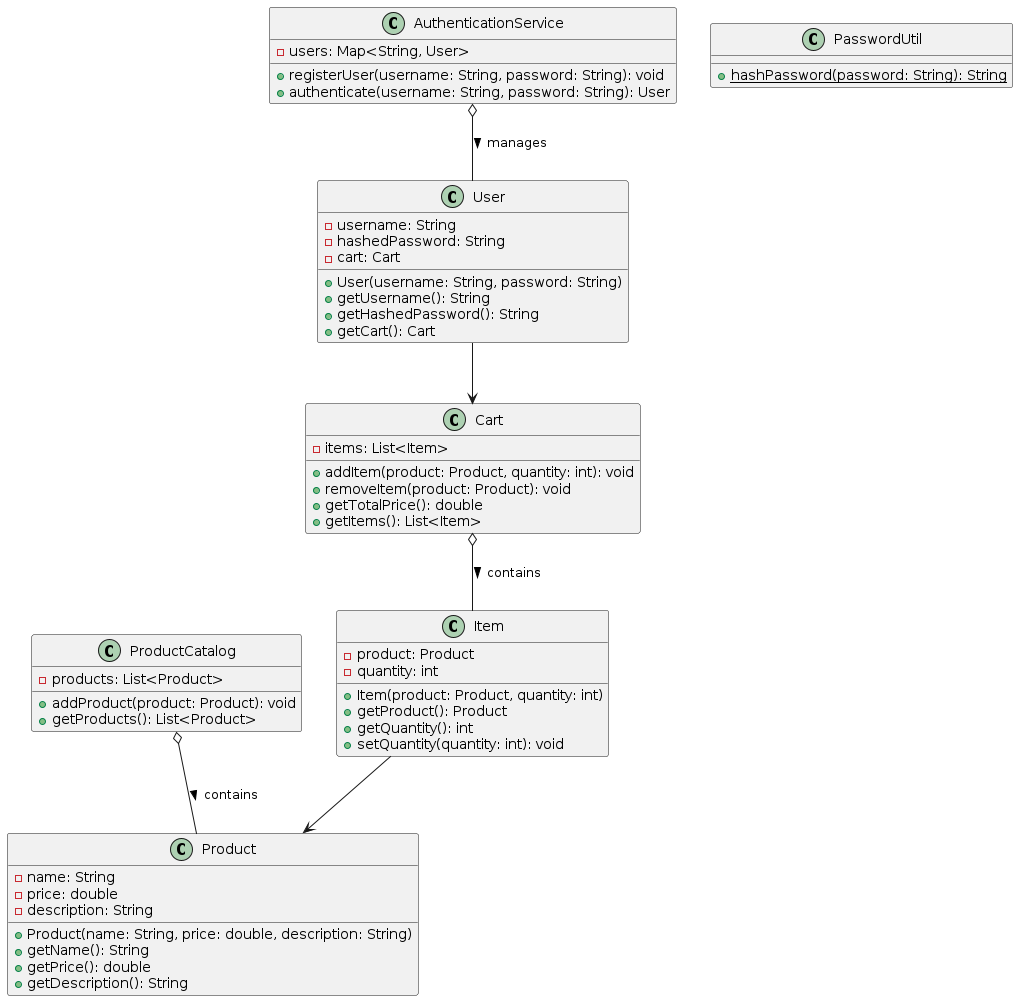 C AuthenticationService
users: Map<String, User>
registerUser(username: String, password: String): void
authenticate(username: String, password: String): User
C PasswordUtil
hashPassword(password: String): String
manages
C User
username: String
hashedPassword: String
cart: Cart
User(username: String, password: String)
getUsername(): String
getHashedPassword(): String
getCart(): Cart
C Cart
items: List<Item>
addItem(product: Product, quantity: int): void
removeItem(product: Product): void
getTotalPrice(): double
getItems(): List<Item>
contains
C Item
product: Product
quantity: int
Item(product: Product, quantity: int)
getProduct(): Product
getQuantity(): int
setQuantity(quantity: int): void
C ProductCatalog
products: List<Product>
addProduct(product: Product): void
getProducts(): List<Product>
contains
C Product
name: String
price: double
description: String
Product(name: String, price: double, description: String)
getName(): String
getPrice(): double
getDescription(): String